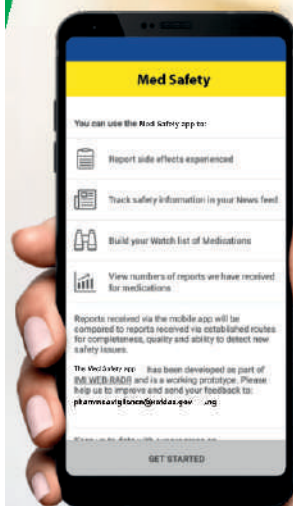 Med Safety
You can use the Med Safety app to:
Report side effects experienced
Track safety information in your News feed
Build your Watch list of Medications
View numbers of reports we have received
for medications
Reports received via the mobile app will be
compared to reports received via established routes
for completeness, quality and ability to detect new
safety issues.
The Med Safety app has been developed as part of
IMI WEB-RADR and is a working prototype. Please
help us to improve and send your feedback to:
GET STARTED